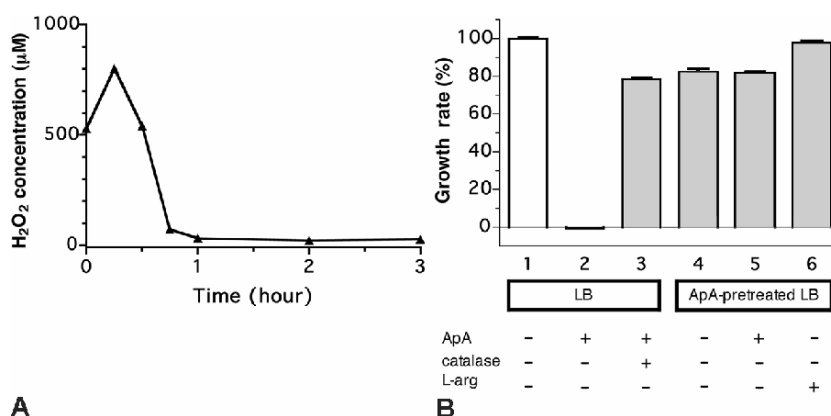 1000
500
0
H2O2 concentration (μM)
0 1 2 3
Time (hour)
A
100
80
60
40
20
0
Growth rate (%)
1 2 3 4 5 6
LB ApA-pretreated LB
ApA - + + - + -
catalase - - + - - -
L-arg - - - - - +
B